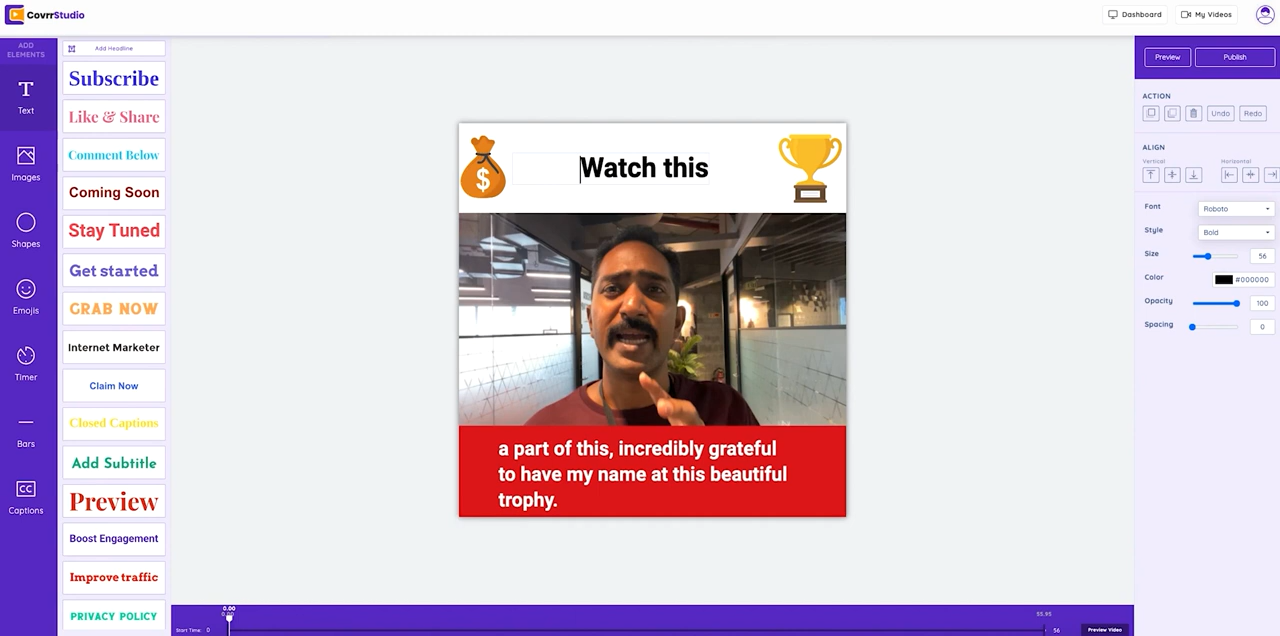 CovrrStudio
Dashboard
My Videos
ADD
ELEMENTS
Text
Images
Shapes
Emojis
Timer
Bars
CC
Captions
Add Headline
Subscribe
Like & Share
Comment Below
Coming Soon
Stay Tuned
Get started
GRAB NOW
Internet Marketer
Claim Now
Closed Captions
Add Subtitle
Preview
Boost Engagement
Improve traffic
PRIVACY POLICY
$
Watch this
a part of this, incredibly grateful
to have my name at this beautiful
trophy.
Preview
Publish
ACTION
Undo
Redo
ALIGN
Vertical
Horizontal
Font
Roboto
Style
Bold
Size
56
Color
#000000
Opacity
100
Spacing
0
0.00
55.95
Start Time:
0
56
Preview Video